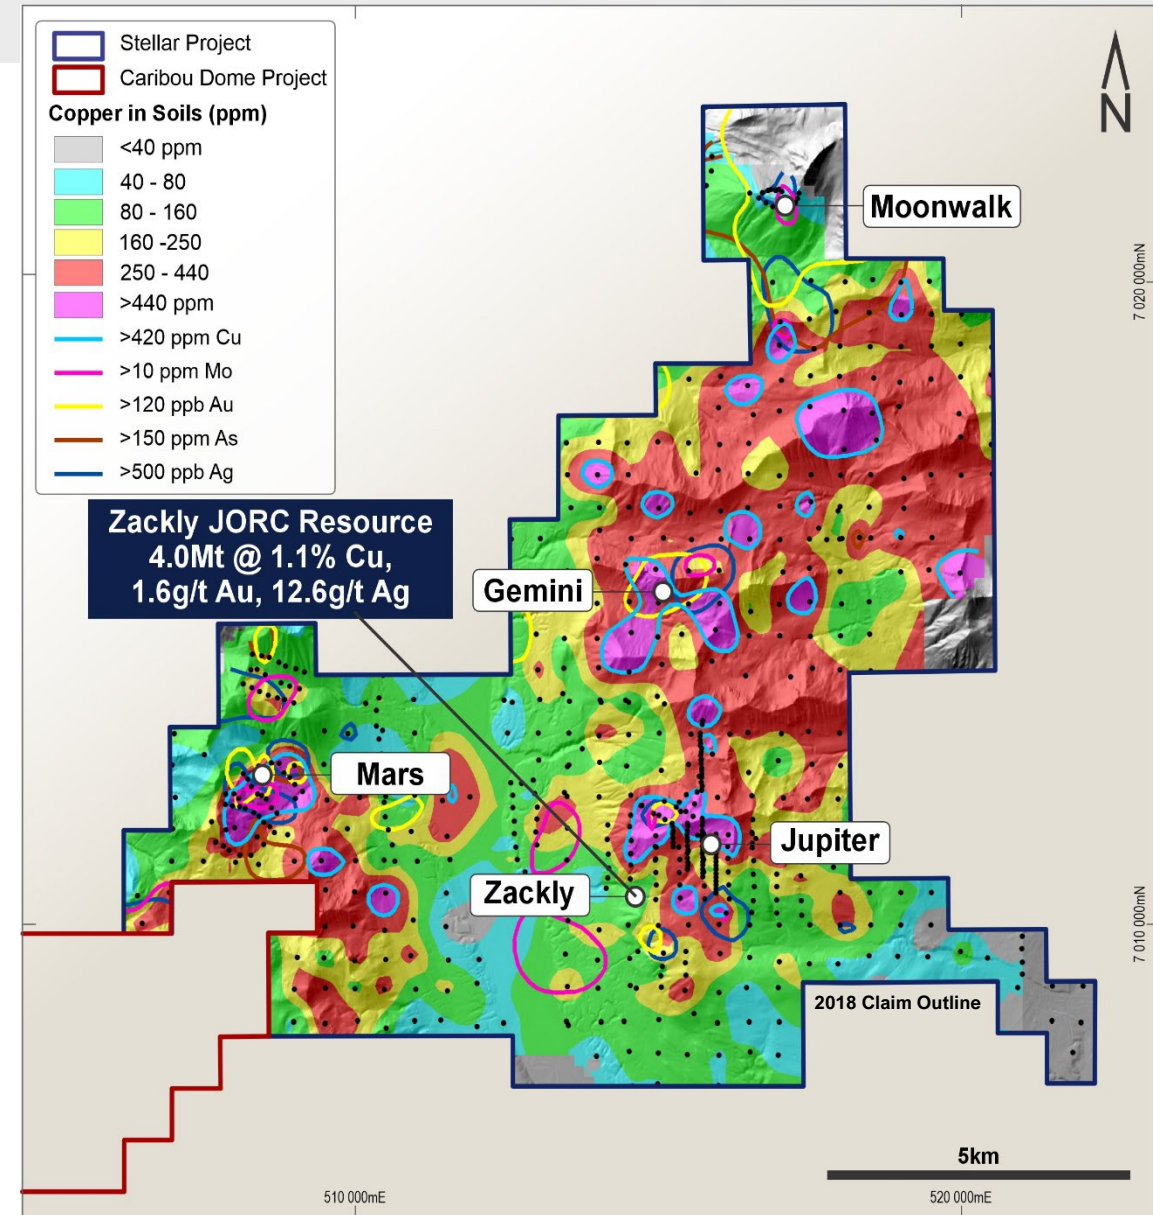 Stellar Project
Caribou Dome Project
Copper in Soils (ppm)
<40 ppm
40 - 80
80 - 160
160 -250
250 - 440
>440 ppm
>420 ppm Cu
>10 ppm Mo
>120 ppb Au
>150 ppm As
>500 ppb Ag
N
Moonwalk
7 020 000mN
Zackly JORC Resource
4.0Mt @ 1.1% Cu,
1.6g/t Au, 12.6g/t Ag
Gemini
Mars
Jupiter
Zackly
7 010 000mN
2018 Claim Outline
5km
510 000mE
520 000mE